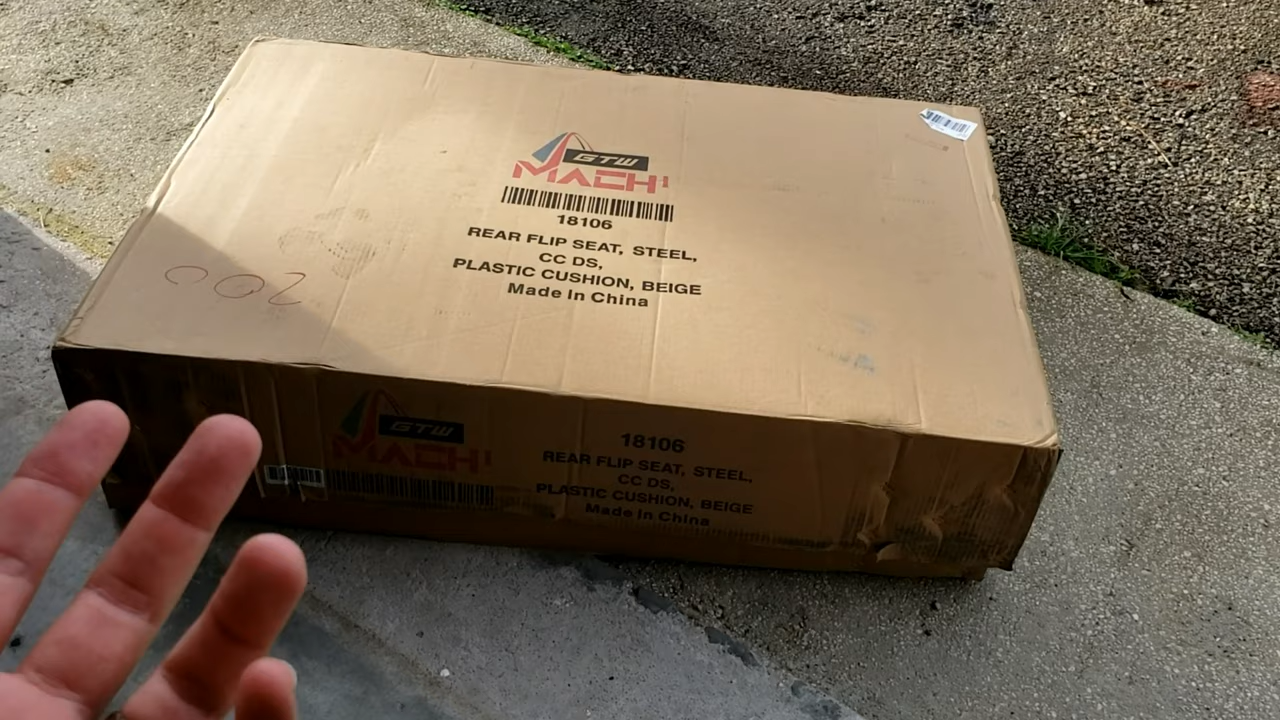 GTW
MACH1
18106
REAR FLIP SEAT, STEEL,
CC DS,
PLASTIC CUSHION, BEIGE
Made in China
GTW
MACH1
18106
REAR FLIP SEAT, STEEL,
CC DS,
PLASTIC CUSHION, BEIGE
Made in China